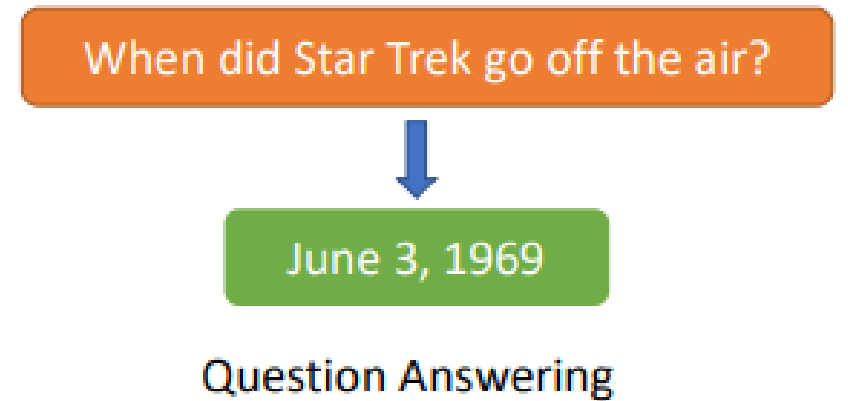 When did Star Trek go off the air?
June 3, 1969
Question Answering